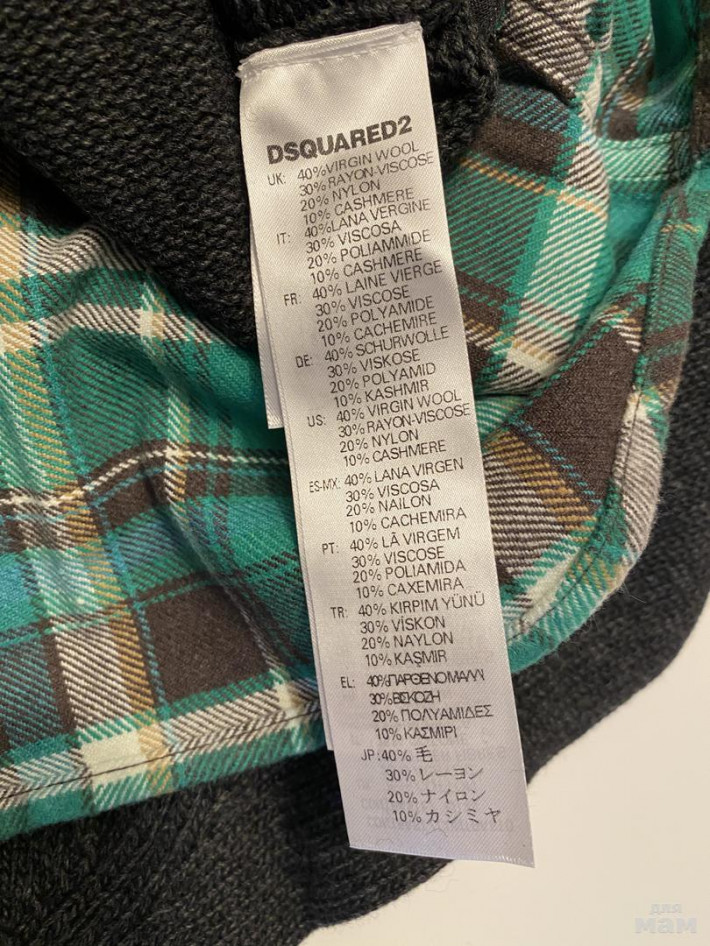 DSQUARED2
UK: 40%VIRGIN WOOL
30%RAYON-VISCOSE
20% NYLON
10% CASHMERE
IT: 40%LANA VERGINE
30% VISCOSA
20% POLIAMMIDE
10% CASHMERE
FR: 40% LAINE VIERGE
30% VISCOSE
20% POLYAMIDE
10% CACHEMIRE
DE: 40% SCHURWOLLE
30% VISKOSE
20% POLYAMID
10% KASHMIR
US: 40% VIRGIN WOOL
30%RAYON-VISCOSE
20% NYLON
10% CASHMERE
ES-MX: 40% LANA VIRGEN
30% VISCOSA
20% NAILON
10% CACHEMIRA
PT: 40% LÃ VIRGEM
30% VISCOSE
20% POLIAMIDA
10% CAXEMIRA
TR: 40% KIRPIM YÜNÜ
30% VİSKON
20% NAYLON
10% KAŞMIR
EL: 40%ΠΑΡΘΕΝΟ ΜΑΛΛΙ
30%ΒΙΣΚΟΖΗ
20% ΠΟΛΥΑΜΙΔΕΣ
10% ΚΑΣΜΙΡΙ
JP:40% 毛
30% レーヨン
20% ナイロン
10% カシミヤ
для
мам